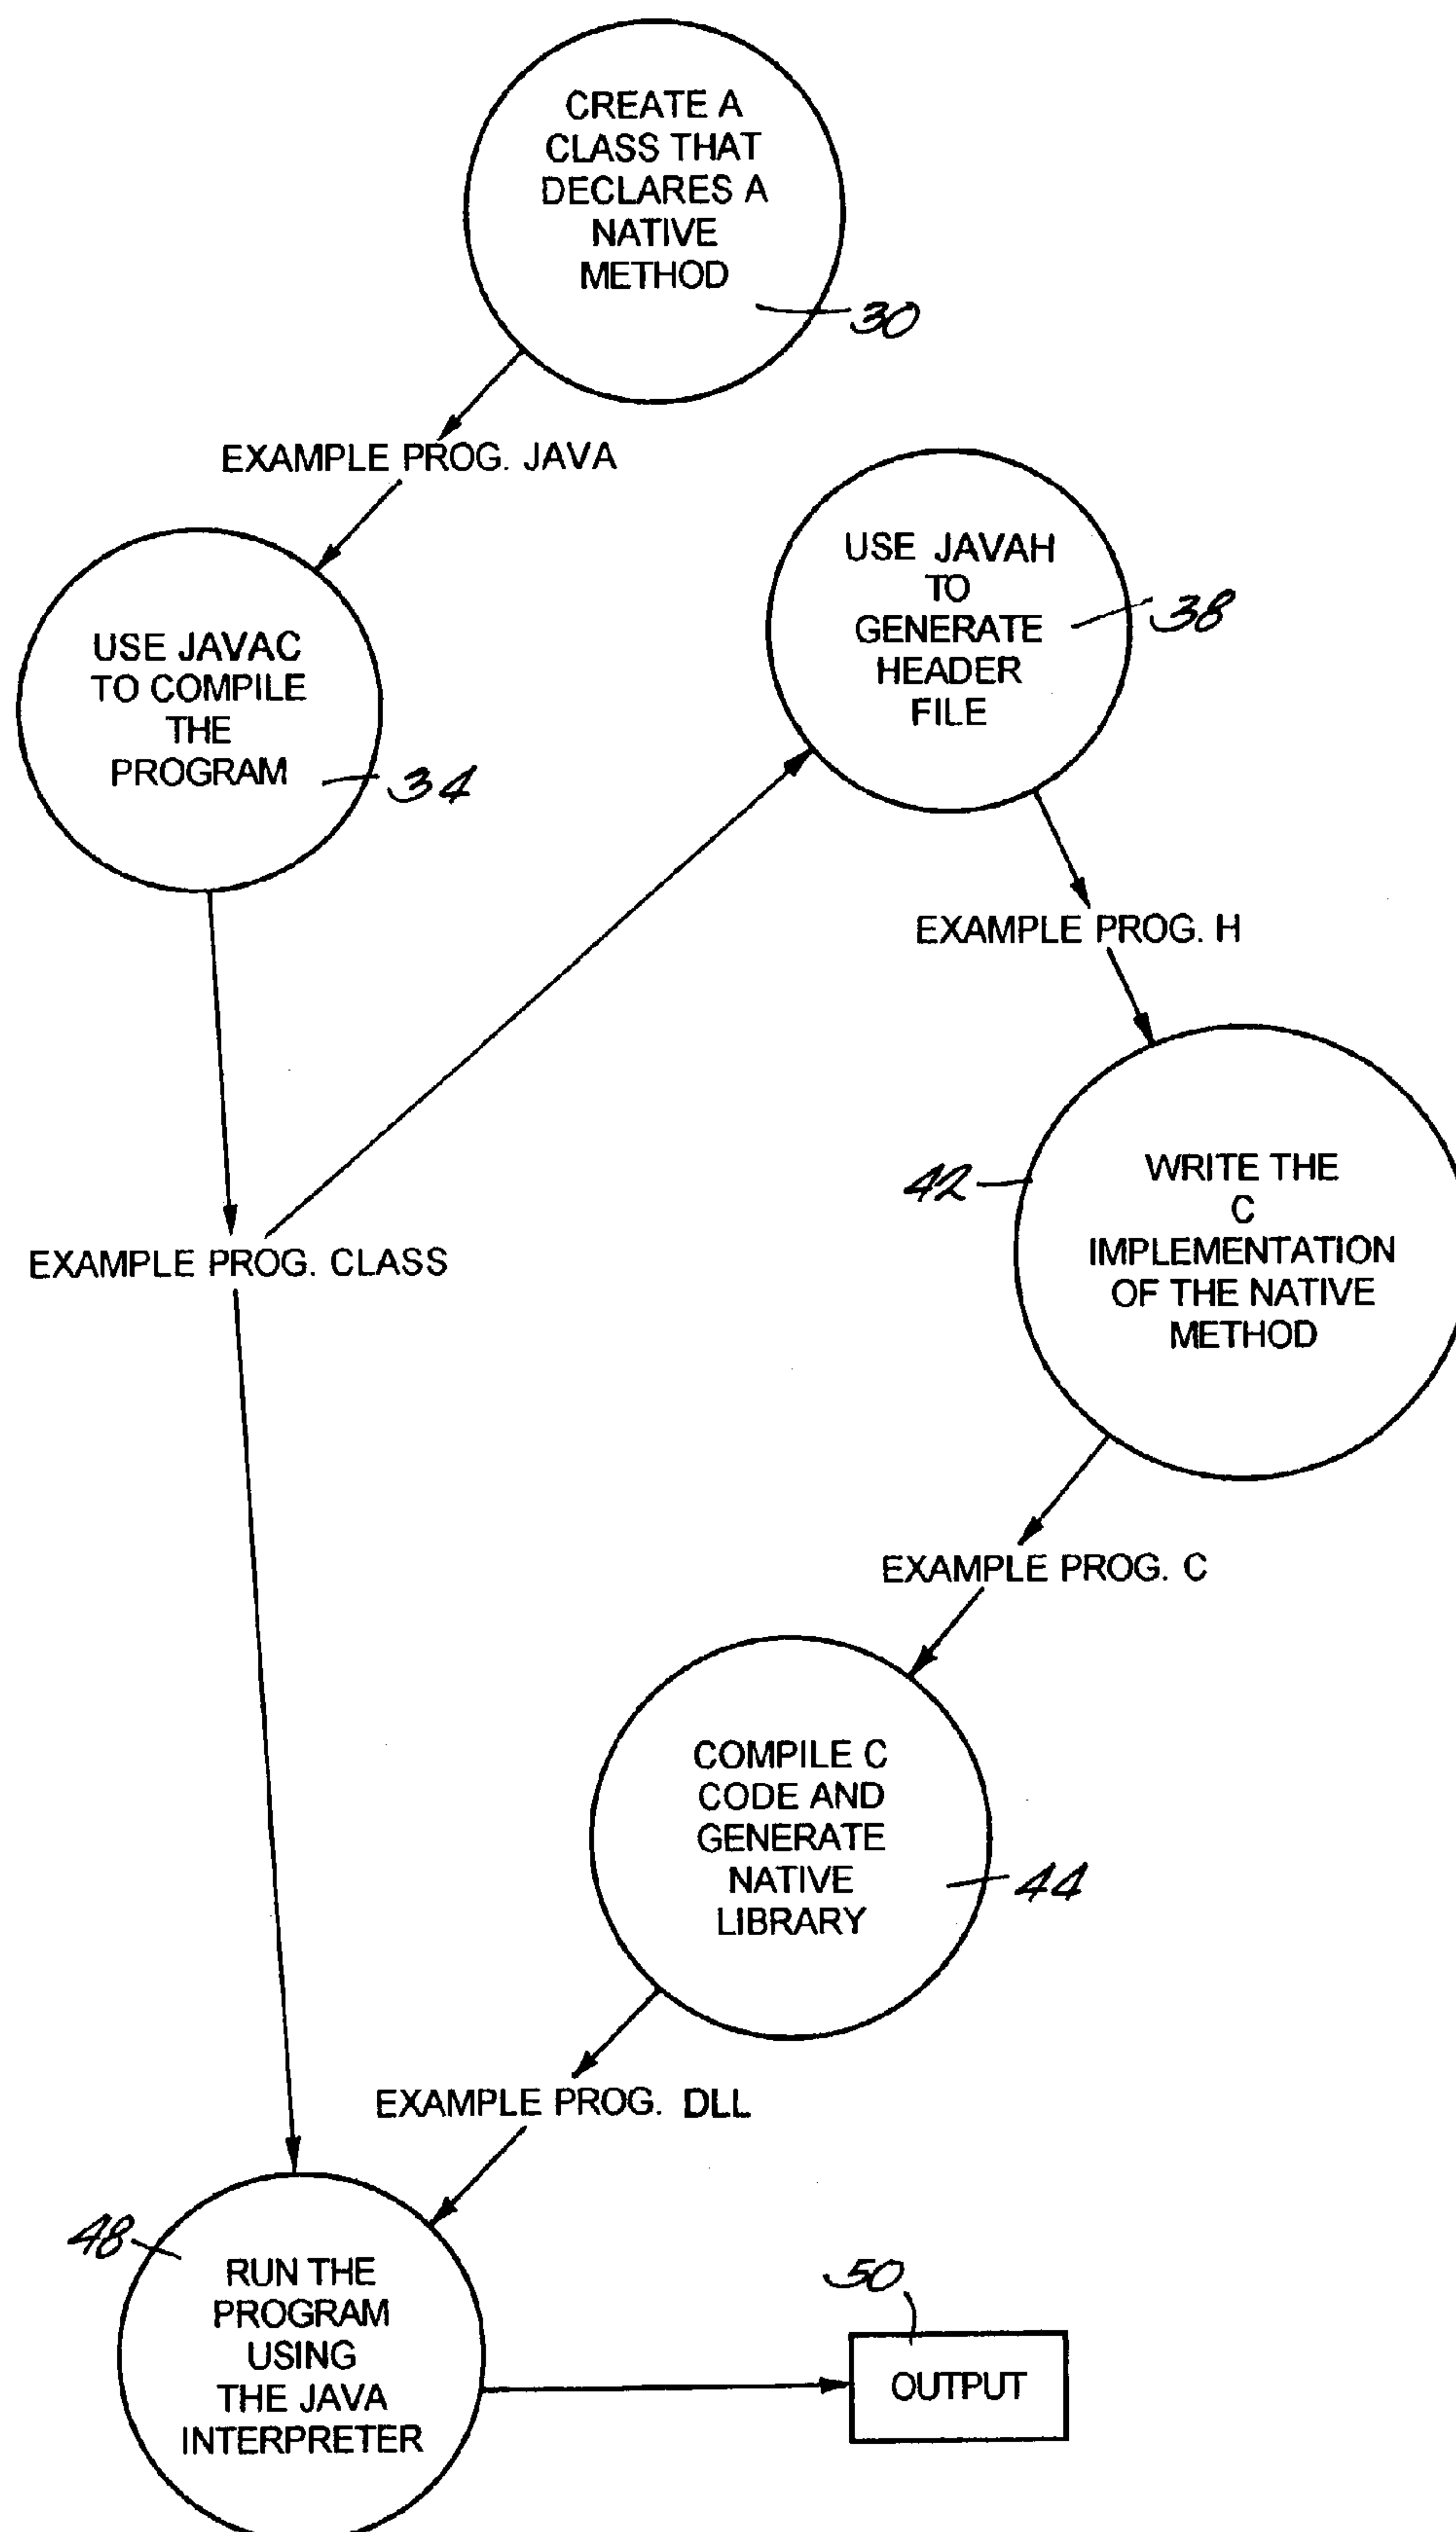 CREATE A
CLASS THAT
DECLARES A
NATIVE
METHOD
30
EXAMPLE PROG. JAVA
USE JAVAC
TO COMPILE
THE
PROGRAM
34
USE JAVAH
TO
GENERATE
HEADER
FILE
38
EXAMPLE PROG. H
EXAMPLE PROG. CLASS
42
WRITE THE
C
IMPLEMENTATION
OF THE NATIVE
METHOD
EXAMPLE PROG. C
COMPILE C
CODE AND
GENERATE
NATIVE
LIBRARY
44
EXAMPLE PROG. DLL
48
RUN THE
PROGRAM
USING
THE JAVA
INTERPRETER
50
OUTPUT